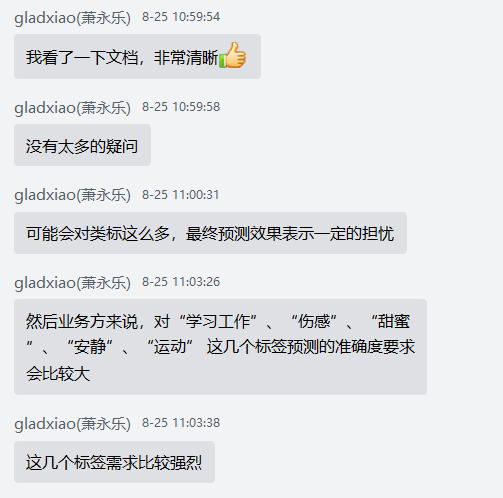 gladxiao(萧永乐) 8-25 10:59:54
我看了一下文档，非常清晰👍
gladxiao(萧永乐) 8-25 10:59:58
没有太多的疑问
gladxiao(萧永乐) 8-25 11:00:31
可能会对类标这么多，最终预测效果表示一定的担忧
gladxiao(萧永乐) 8-25 11:03:26
然后业务方来说，对“学习工作”、“伤感”、“甜蜜
”、“安静”、“运动” 这几个标签预测的准确度要求
会比较大
gladxiao(萧永乐) 8-25 11:03:38
这几个标签需求比较强烈